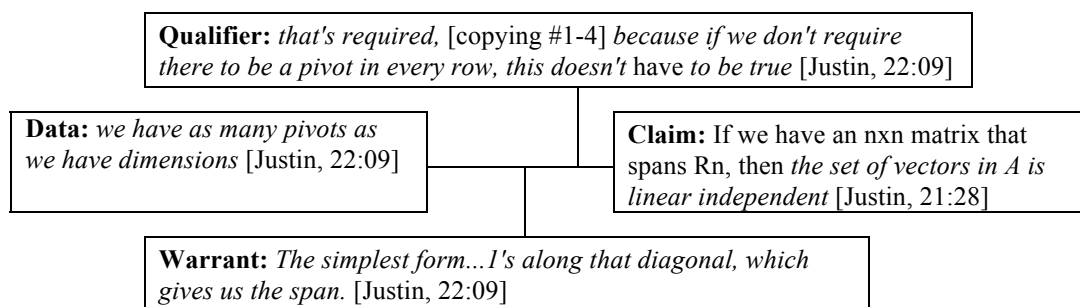 Qualifier: that's required, [copying #1-4] because if we don't require
there to be a pivot in every row, this doesn't have to be true [Justin, 22:09]
Data: we have as many pivots as
we have dimensions [Justin, 22:09]
Claim: If we have an nxn matrix that
spans Rn, then the set of vectors in A is
linear independent [Justin, 21:28]
Warrant: The simplest form...1's along that diagonal, which
gives us the span. [Justin, 22:09]